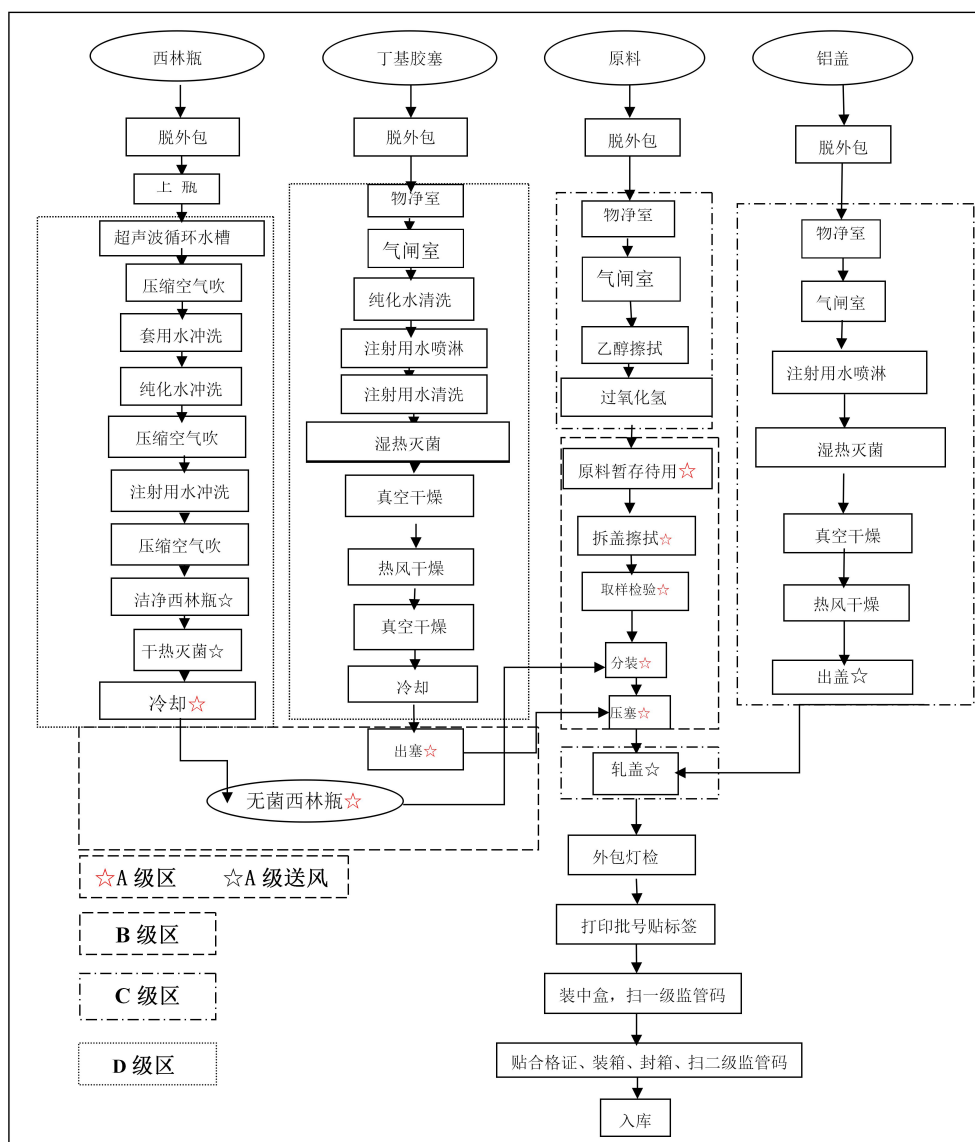 西林瓶
丁基胶塞
原料
铝盖
脱外包
脱外包
脱外包
脱外包
上 瓶
超声波循环水槽
压缩空气吹
套用水冲洗
纯化水冲洗
压缩空气吹
注射用水冲洗
压缩空气吹
洁净西林瓶☆
干热灭菌☆
冷却☆
无菌西林瓶☆
物净室
气闸室
纯化水清洗
注射用水喷淋
注射用水清洗
湿热灭菌
真空干燥
热风干燥
真空干燥
冷却
出塞☆
物净室
气闸室
乙醇擦拭
过氧化氢
原料暂存待用☆
拆盖擦拭☆
取样检验☆
分装☆
压塞☆
轧盖☆
物净室
气闸室
注射用水喷淋
湿热灭菌
真空干燥
热风干燥
出盖☆
外包灯检
打印批号贴标签
装中盒，扫一级监管码
贴合格证、装箱、封箱、扫二级监管码
入库
☆A 级区 ☆A 级送风
B 级区
C 级区
D 级区